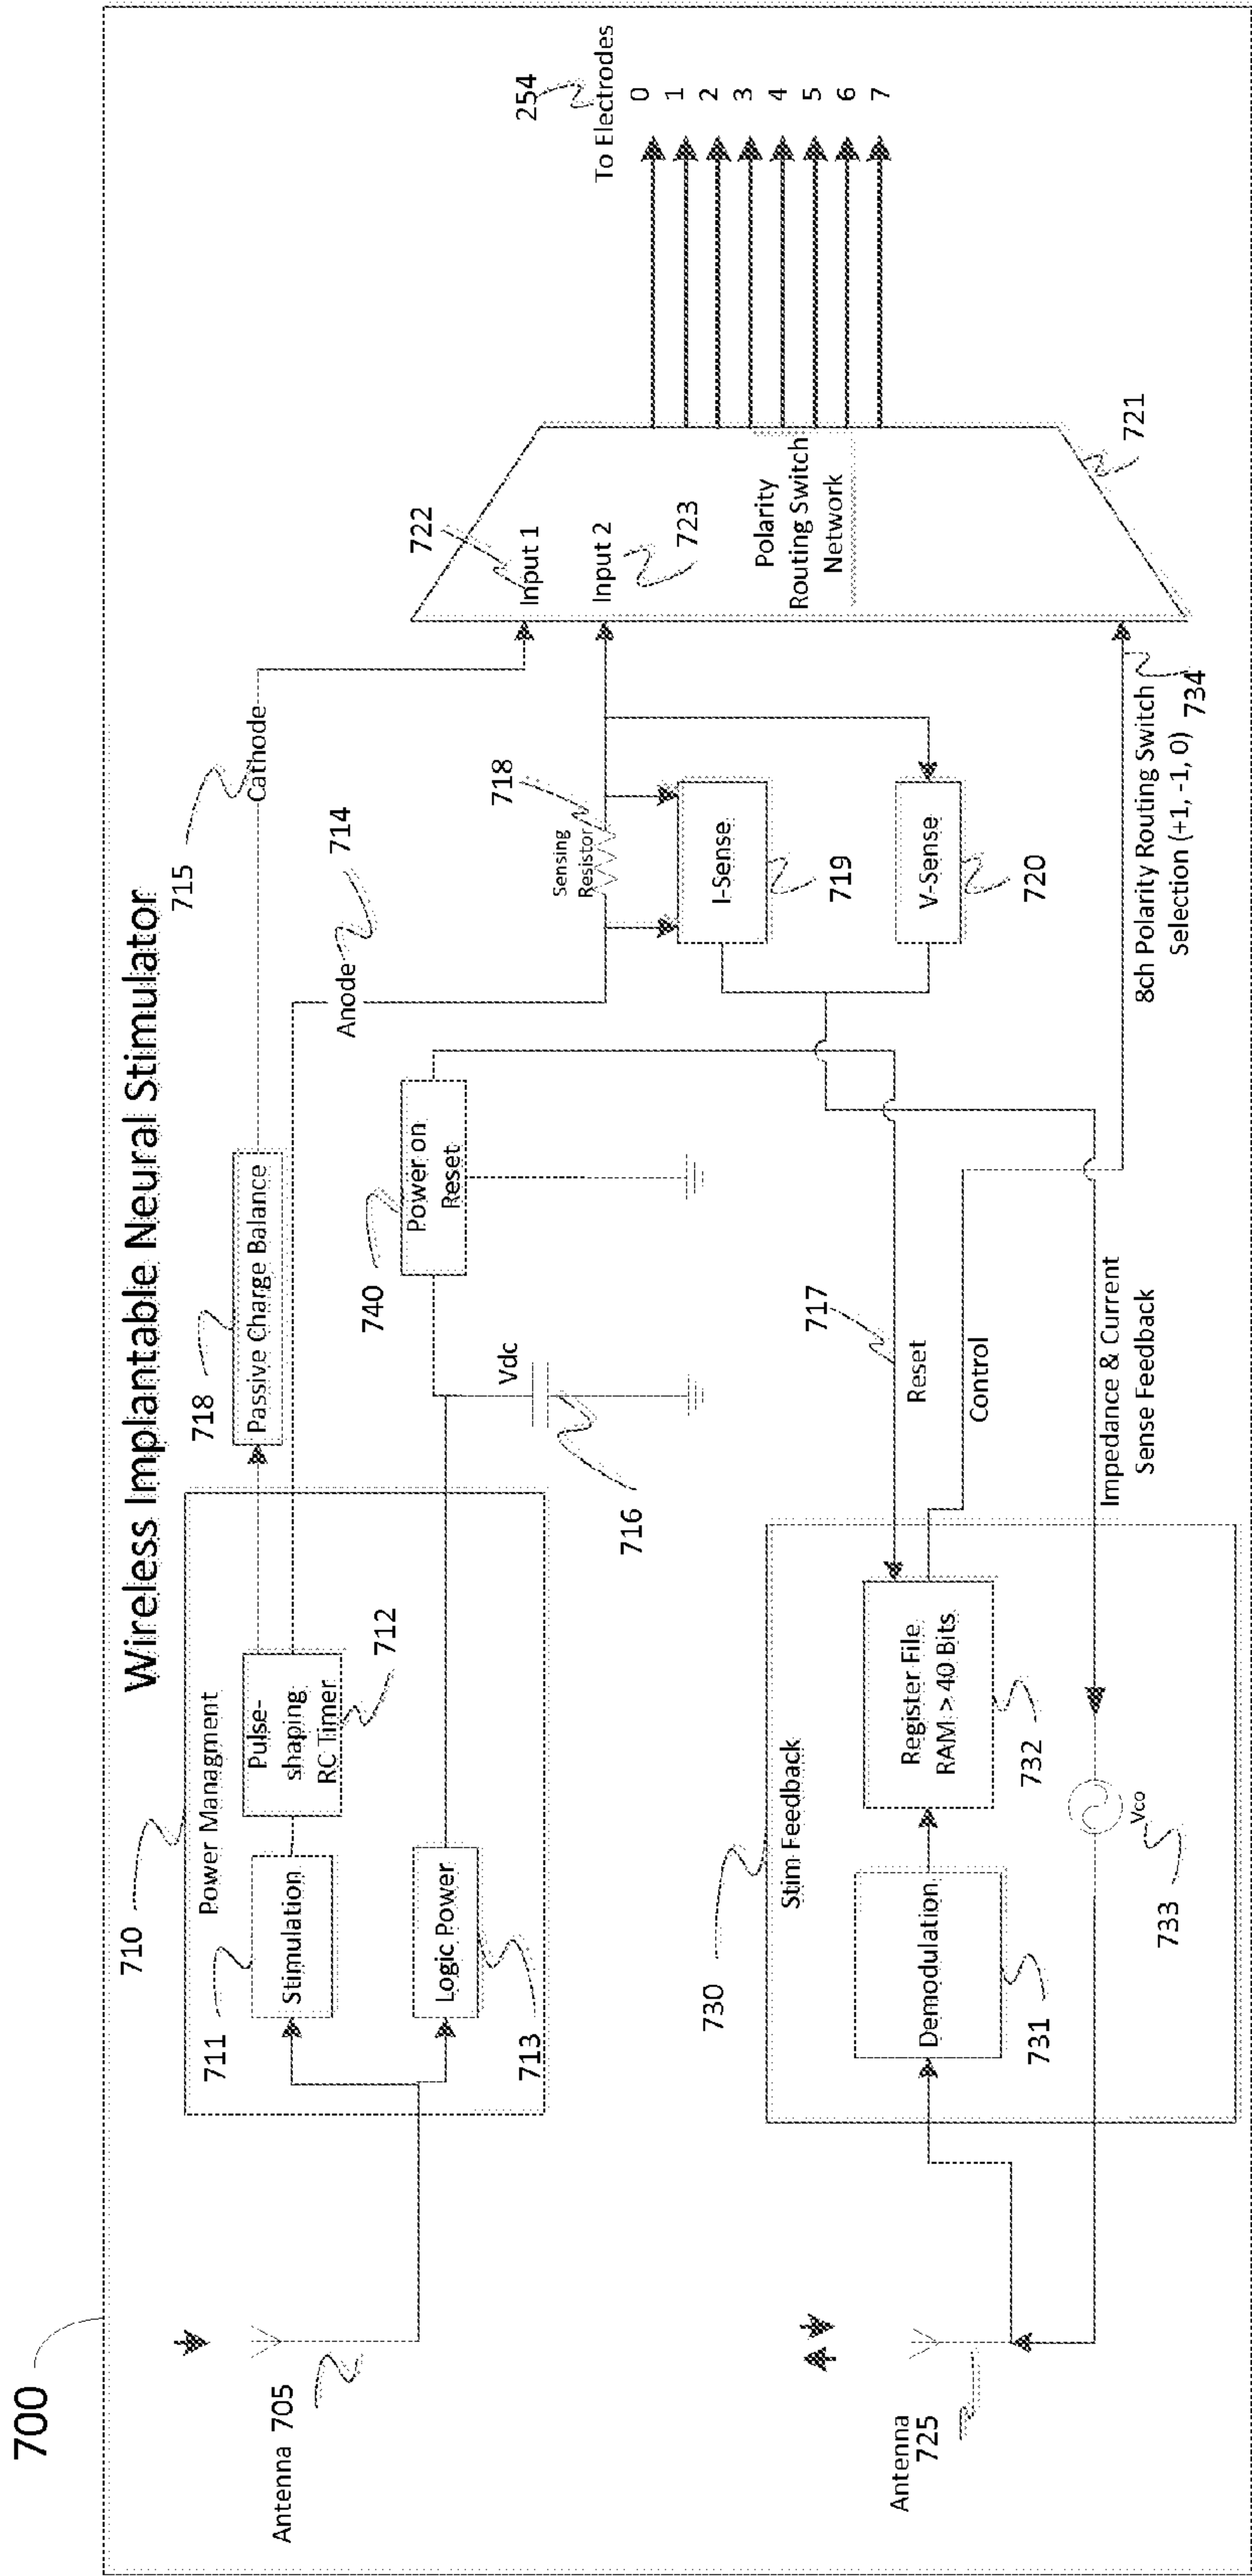 700
Wireless Implantable Neural Stimulator
Antenna 705
710
Power Managment
711
Stimulation
Pulse-
shaping
RC Timer
712
Logic Power
713
718
Passive Charge Balance
715
Cathode
Anode
714
740
Power on
Reset
Vdc
716
718
Sensing
Resistor
I-Sense
719
V-Sense
720
722
Input 1
Input 2
723
Polarity
Routing Switch
Network
721
254
To Electrodes
0
1
2
3
4
5
6
7
Antenna
725
730
Stim Feedback
Demodulation
731
Register File
RAM > 40 Bits
732
Vco
733
717
Reset
Control
Impedance & Current
Sense Feedback
8ch Polarity Routing Switch
Selection (+1, -1, 0)
734